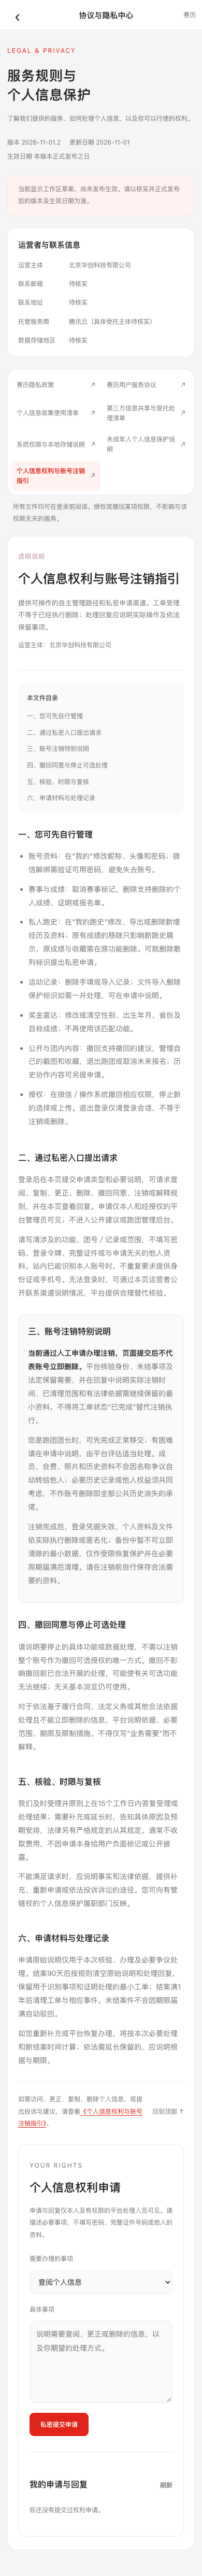 协议与隐私中心
赛历
LEGAL & PRIVACY
服务规则与
个人信息保护
了解我们提供的服务、如何处理个人信息，以及你可以行使的权利。
版本 2026-11-01.2 更新日期 2026-11-01
生效日期 本版本正式发布之日
当前显示工作区草案，尚未发布生效。请以核实并正式发布
后的版本及生效日期为准。
运营者与联系信息
运营主体 北京华创科技有限公司
联系邮箱 待核实
联系地址 待核实
托管服务商 腾讯云（具体受托主体待核实）
数据存储地区 待核实
赛历隐私政策 ↗
赛历用户服务协议 ↗
个人信息收集使用清单 ↗
第三方信息共享与受托处
理清单 ↗
系统权限与本地存储说明 ↗
未成年人个人信息保护说
明 ↗
个人信息权利与账号注销
指引 ↗
所有文件均可在登录前阅读。授权或撤回某项权限，不影响与该
权限无关的服务。
透明说明
个人信息权利与账号注销指引
提供可操作的自主管理路径和私密申请渠道。工单受理
不等于已经执行删除；处理回复应说明实际操作及依法
保留事项。
运营主体：北京华创科技有限公司
本文件目录
一、您可先自行管理
二、通过私密入口提出请求
三、账号注销特别说明
四、撤回同意与停止可选处理
五、核验、时限与复核
六、申请材料与处理记录
一、您可先自行管理
• 账号资料：在“我的”修改昵称、头像和密码；微
信解绑需验证可用密码，避免失去账号。
• 赛事与成绩：取消赛事标记、删除支持删除的个
人成绩、证明或报名单。
• 私人跑史：在“我的跑史”修改、导出或删除新增
经历及资料；原有成绩的移除只影响新跑史展
示，原成绩与收藏需在原功能删除。可就删除散
列标识提出私密申请。
• 运动记录：删除手填或导入记录；文件导入删除
保护标识如需一并处理，可在申请中说明。
• 奖金雷达：修改或清空性别、出生年月、省份及
目标成绩；不再使用该匹配功能。
• 公开与团内内容：撤回支持撤回的建议，管理自
己的截图和收藏，退出跑团或取消未来报名；历
史协作内容可另提申请。
• 授权：在微信 / 操作系统撤回相应权限、停止新
的选择或上传。退出登录仅清登录会话，不等于
注销或删除。
二、通过私密入口提出请求
登录后在本页提交申请类型和必要说明，可请求查
阅、复制、更正、删除、撤回同意、注销或解释规
则，并在本页查看回复。申请仅本人和经授权的平
台管理员可见；不进入公开建议或跑团管理后台。
请写清涉及的功能、团号 / 记录或范围，不填写密
码、登录令牌、完整证件或与申请无关的他人资
料。站内已能识别本人账号时，不重复要求提供身
份证或手机号。无法登录时，可通过本页运营者公
开联系渠道说明情况，平台提供合理替代核验。
三、账号注销特别说明
当前通过人工申请办理注销，页面提交后不代
表账号立即删除。平台核验身份、未结事项及
法定保留需要，并在回复中说明实际注销时
间、已清理范围和有法律依据需继续保留的最
小资料。不得将工单状态“已完成”替代注销执
行。
您是跑团团长时，可先完成正常移交；有困难
请在申请中说明，由平台评估适当处理。成
员、会费、照片和历史资料不会因名称争议自
动转给他人；必要历史记录或他人权益须共同
考虑，不作账号删除即全部公共历史消失的承
诺。
注销完成后，登录凭据失效，个人资料及文件
依实际执行删除或匿名化；备份中暂不可立即
清除的最小数据，仅作受限恢复保护并在必要
周期届满后清理。请在注销前自行保存合法需
要的资料。
四、撤回同意与停止可选处理
请说明要停止的具体功能或数据处理，不需以注销
整个账号作为撤回可选授权的唯一方式。撤回不影
响撤回前已合法开展的处理，可能使有关可选功能
无法继续；无关基本浏览仍可使用。
对于依法基于履行合同、法定义务或其他合法依据
处理且不能立即删除的信息，平台说明依据、必要
范围、期限及限制措施。不得仅写“业务需要”而不
解释。
五、核验、时限与复核
我们及时受理并原则上在15个工作日内答复受理或
处理结果；需要补充或延长时，告知具体原因及预
期安排，法律另有严格规定的从其规定。通常不收
取费用，不因申请本身给用户负面标记或公开披
露。
不能满足请求时，应说明事实和法律依据，提供补
充、重新申请或依法投诉诉讼的途径。您可向有管
辖权的个人信息保护履职部门反映。
六、申请材料与处理记录
申请原始说明仅用于本次核验、办理及必要争议处
理。结案90天后按规则清空原始说明和处理回复，
保留用于识别事项和证明处理的最小工单；结案满1
年后清理工单与相应事件。未结案件不会因期限届
满自动驳回。
如您重新补充或平台恢复办理，将按本次必要处理
和新结案时间计算；依法需延长保留的，应说明根
据与期限。
如需访问、更正、复制、删除个人信息，或提
出投诉与建议，请查看《个人信息权利与账号
注销指引》。
回到顶部 ↑
YOUR RIGHTS
个人信息权利申请
申请与回复仅本人及有权限的平台处理人员可见。请
描述必要事项，不填写密码、完整证件号码或他人的
资料。
需要办理的事项
查阅个人信息
具体事项
说明需要查阅、更正或删除的信息，以
及你期望的处理方式。
私密提交申请
我的申请与回复
刷新
你还没有提交过权利申请。